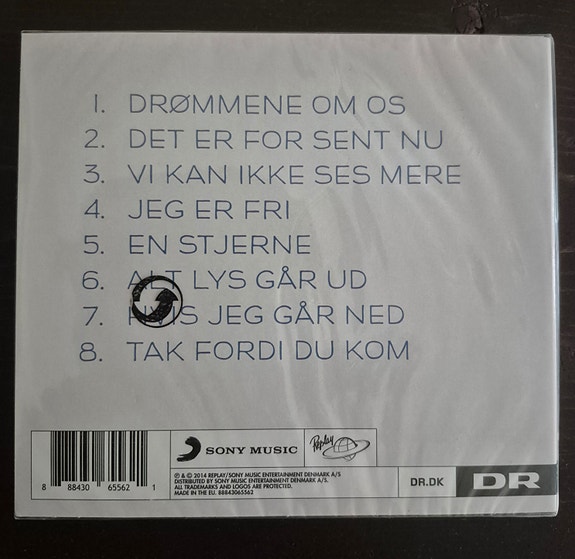 1. DRØMMENE OM OS
2. DET ER FOR SENT NU
3. VI KAN IKKE SES MERE
4. JEG ER FRI
5. EN STJERNE
6. ALT LYS GÅR UD
7. HVIS JEG GÅR NED
8. TAK FORDI DU KOM
8 88430 65562 1
SONY MUSIC
Replay
℗ & © 2014 REPLAY/SONY MUSIC ENTERTAINMENT DENMARK A/S
DISTRIBUTED BY SONY MUSIC ENTERTAINMENT DENMARK A/S.
ALL TRADEMARKS AND LOGOS ARE PROTECTED.
MADE IN THE EU. 88843065562
DR.DK
DR